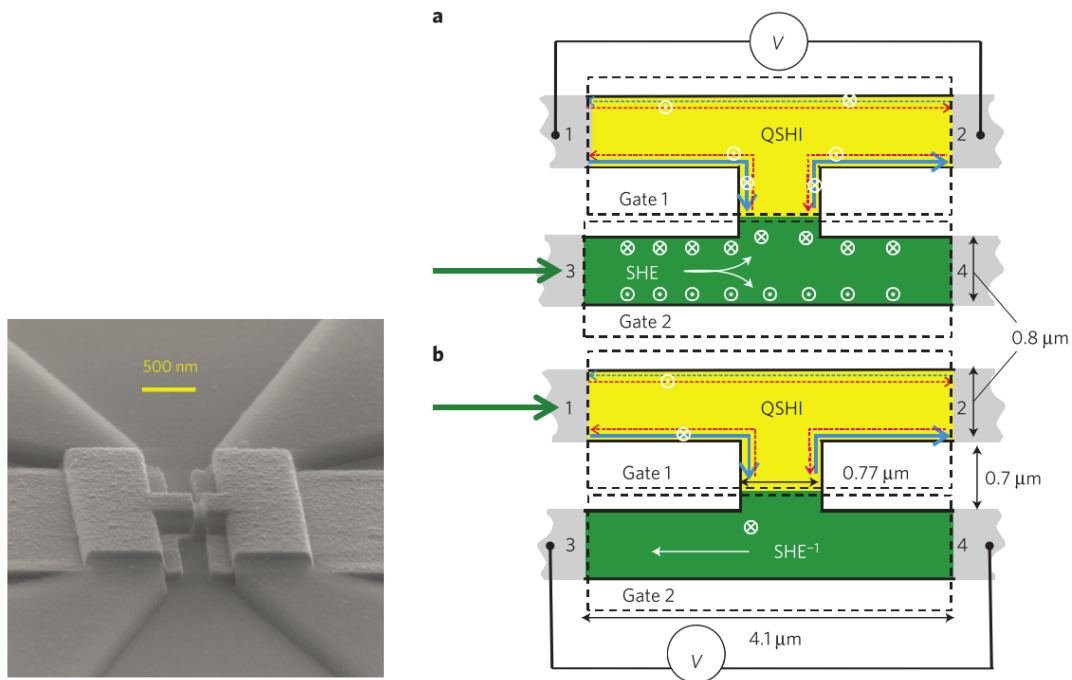 500 nm
a
V
1
QSHI
2
Gate 1
3
SHE
4
Gate 2
0.8 μm
b
1
QSHI
2
Gate 1
0.77 μm
0.7 μm
3
SHE⁻¹
4
Gate 2
4.1 μm
V